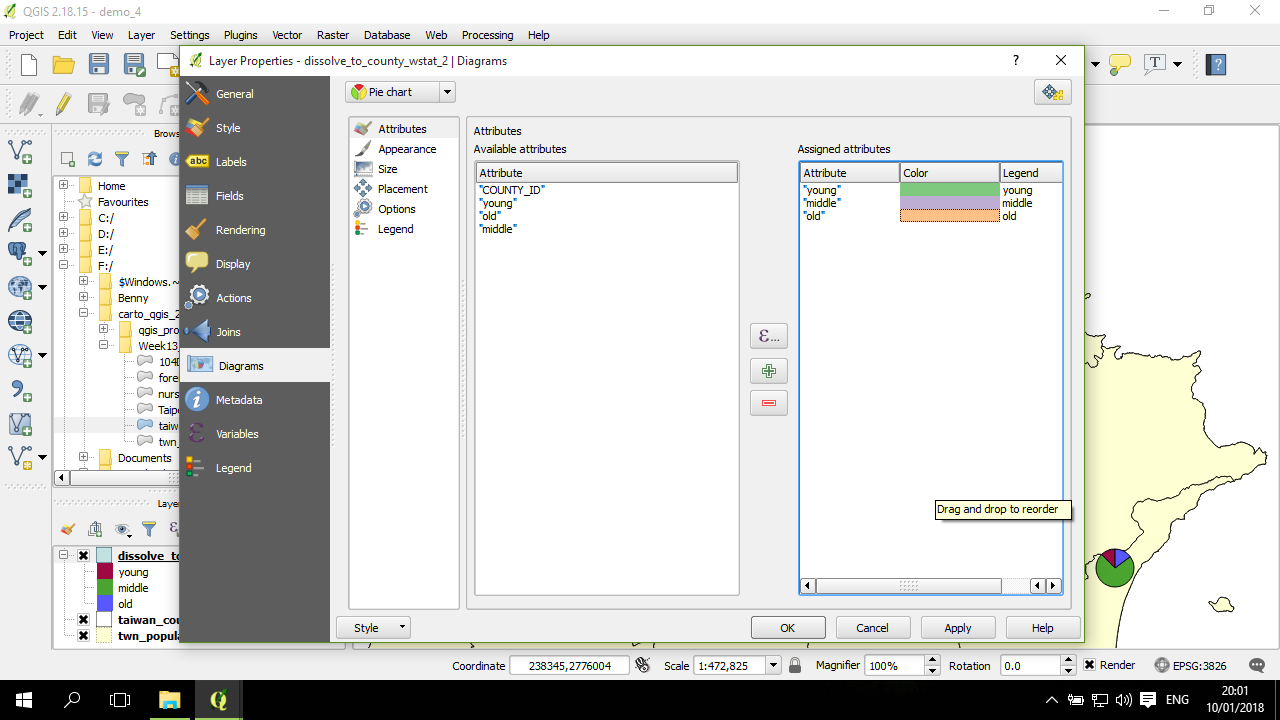 QGIS 2.18.15 - demo_4
Project Edit View Layer Settings Plugins Vector Raster Database Web Processing Help
Layer Properties - dissolve_to_county_wstat_2 | Diagrams
?
General
Style
Labels
Fields
Rendering
Display
Actions
Joins
Diagrams
Metadata
Variables
Legend
Pie chart
Attributes
Appearance
Size
Placement
Options
Legend
Attributes
Available attributes
Attribute
"COUNTY_ID"
"young"
"old"
"middle"
ε...
Assigned attributes
Attribute Color Legend
"young" young
"middle" middle
"old" old
Drag and drop to reorder
Style
OK Cancel Apply Help
Brows
Home
Favourites
C:/
D:/
E:/
F:/
$Windows.~
Benny
carto_qgis_2
qgis_pro
Week13
104
fore
nurs
Taip
taiw
twn_
Documents
Laye
dissolve_to
young
middle
old
taiwan_cou
twn_popula
abc
T
Coordinate 238345,2776004 Scale 1:472,825 Magnifier 100% Rotation 0.0 Render EPSG:3826
ENG
20:01
10/01/2018